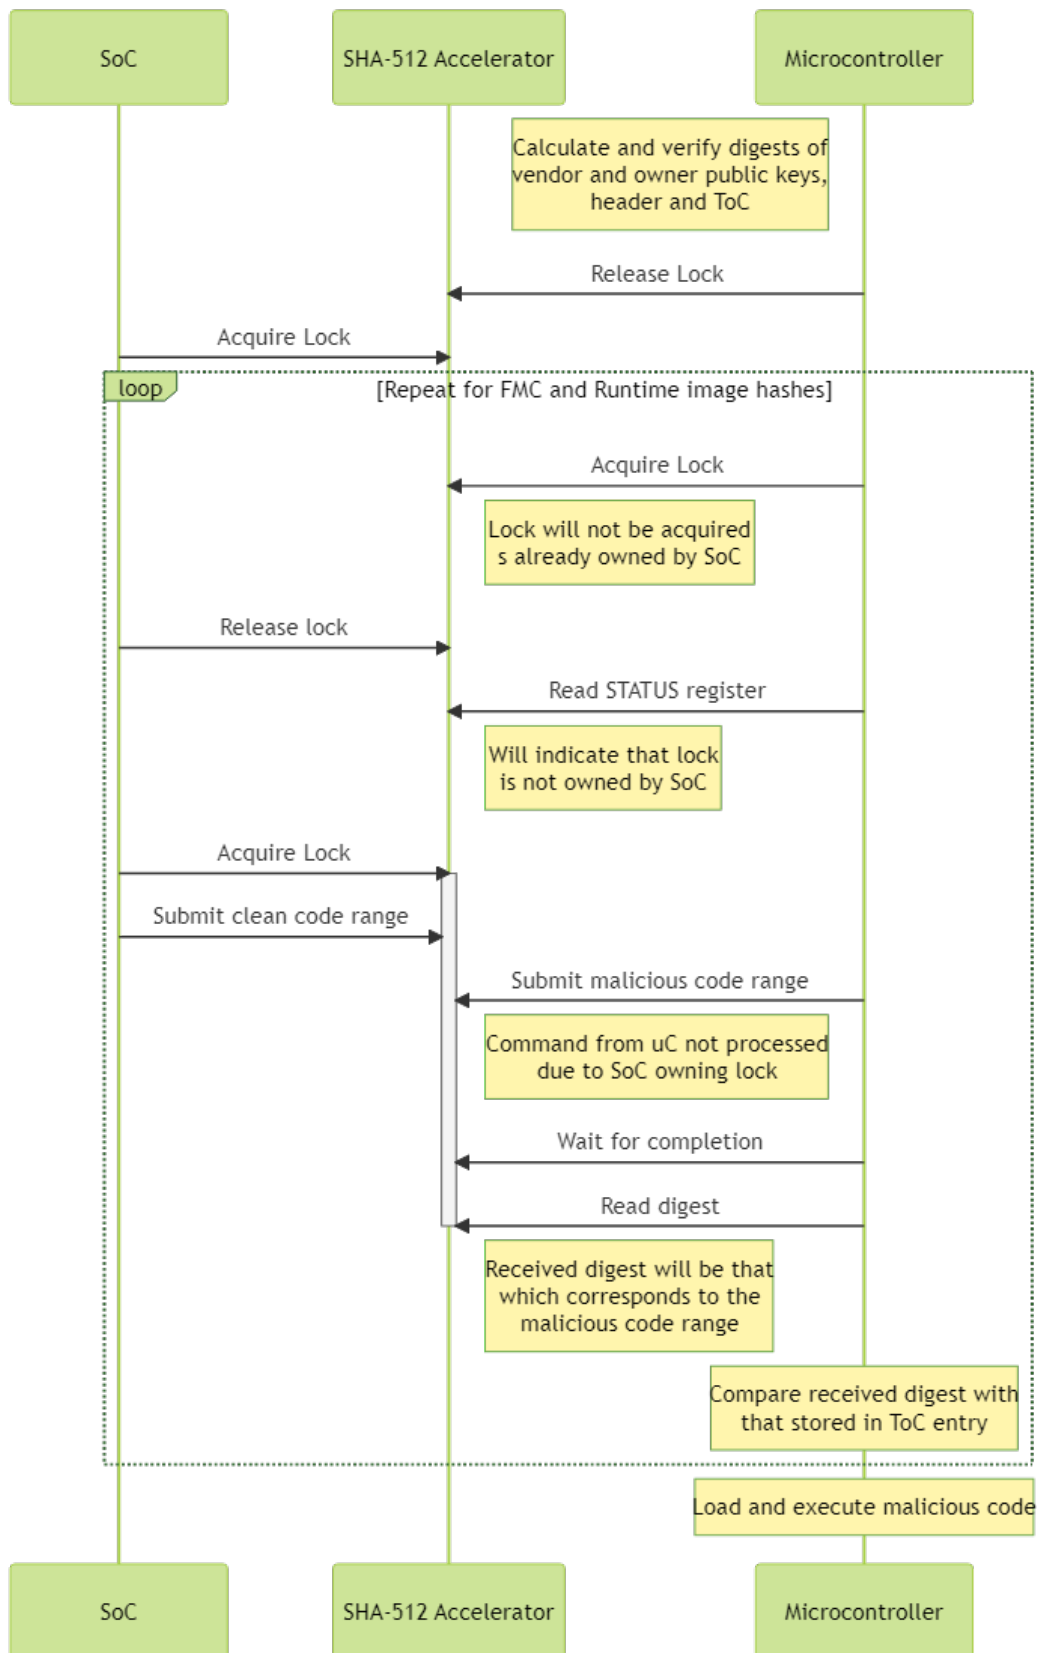 SoC
SHA-512 Accelerator
Microcontroller
Calculate and verify digests of
vendor and owner public keys,
header and ToC
Release Lock
Acquire Lock
loop
[Repeat for FMC and Runtime image hashes]
Acquire Lock
Lock will not be acquired
s already owned by SoC
Release lock
Read STATUS register
Will indicate that lock
is not owned by SoC
Acquire Lock
Submit clean code range
Submit malicious code range
Command from uC not processed
due to SoC owning lock
Wait for completion
Read digest
Received digest will be that
which corresponds to the
malicious code range
Compare received digest with
that stored in ToC entry
Load and execute malicious code
SoC
SHA-512 Accelerator
Microcontroller